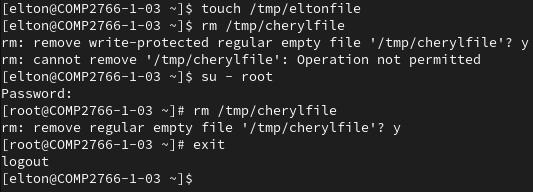 [elton@COMP2766-1-03 ~]$ touch /tmp/eltonfile
[elton@COMP2766-1-03 ~]$ rm /tmp/cherylfile
rm: remove write-protected regular empty file '/tmp/cherylfile'? y
rm: cannot remove '/tmp/cherylfile': Operation not permitted
[elton@COMP2766-1-03 ~]$ su - root
Password:
[root@COMP2766-1-03 ~]# rm /tmp/cherylfile
rm: remove regular empty file '/tmp/cherylfile'? y
[root@COMP2766-1-03 ~]# exit
logout
[elton@COMP2766-1-03 ~]$